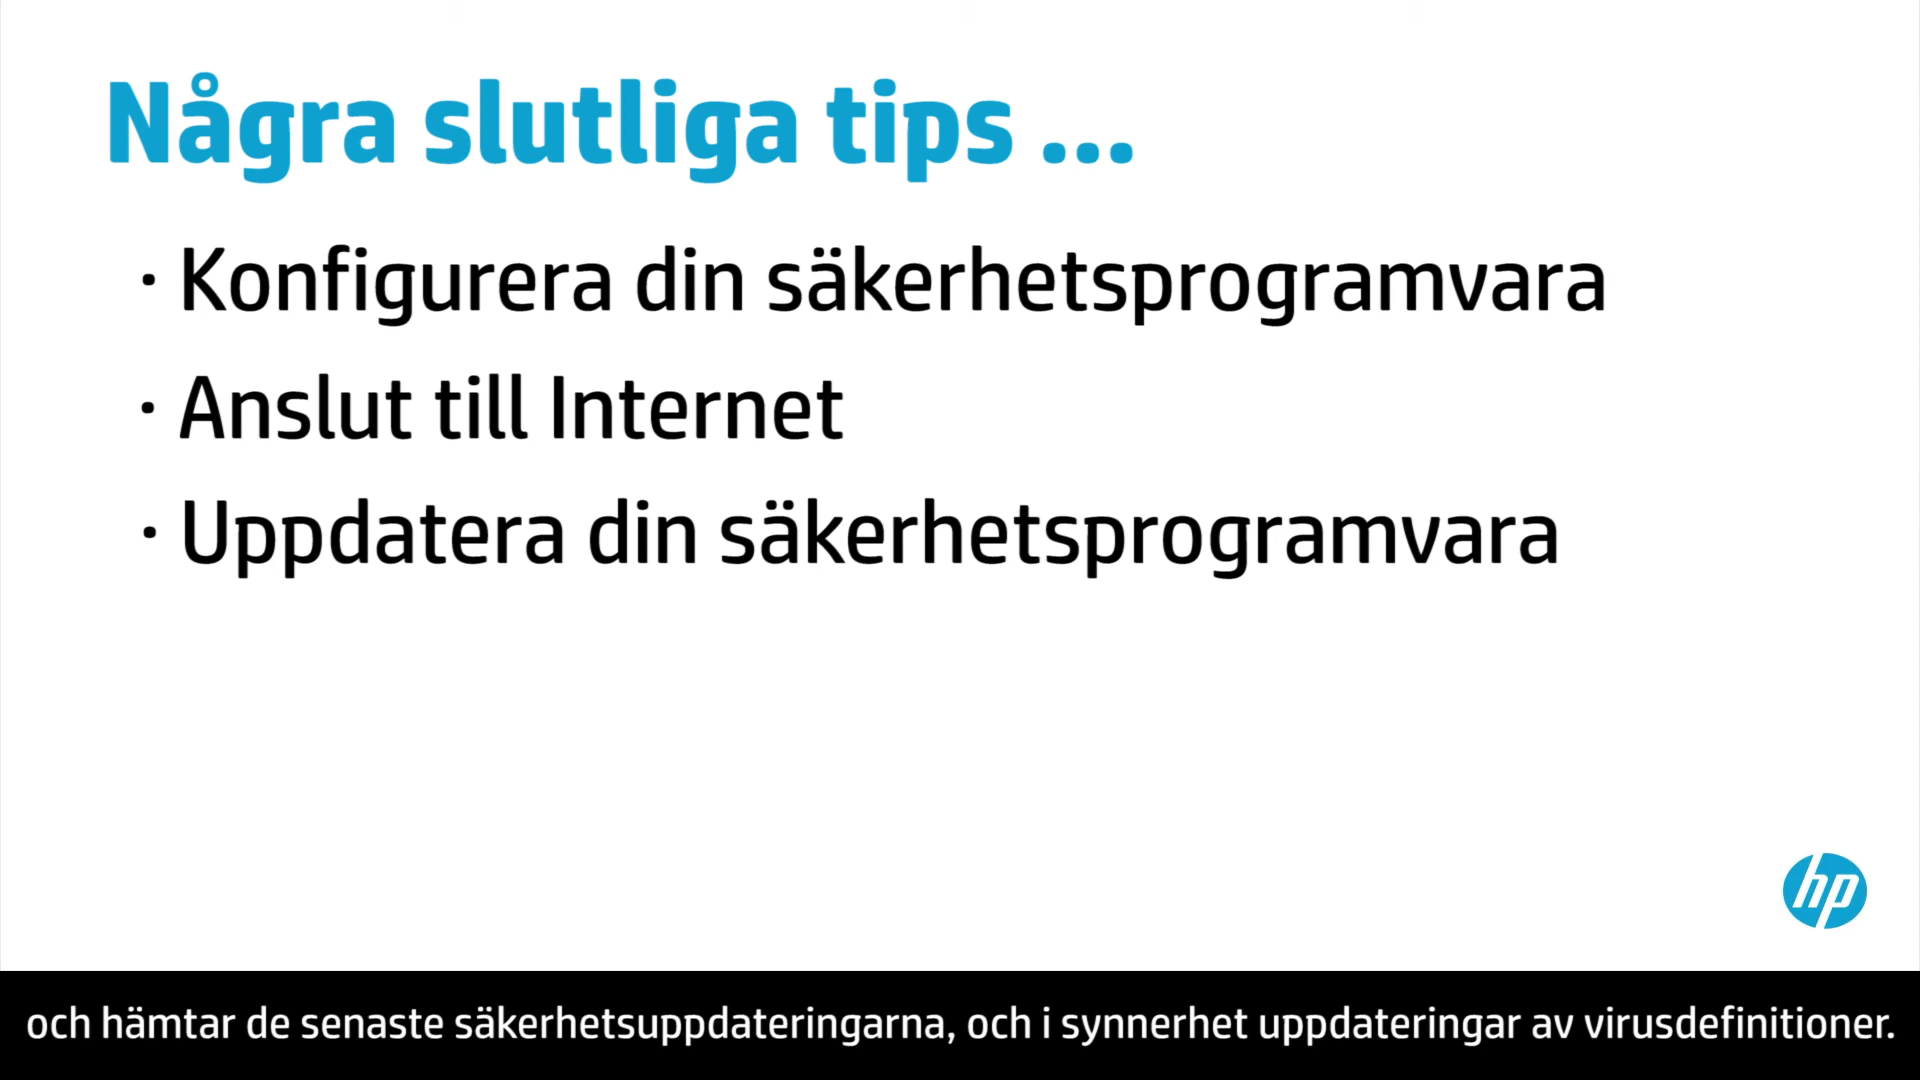 Några slutliga tips ...
· Konfigurera din säkerhetsprogramvara
· Anslut till Internet
· Uppdatera din säkerhetsprogramvara
hp
och hämtar de senaste säkerhetsuppdateringarna, och i synnerhet uppdateringar av virusdefinitioner.